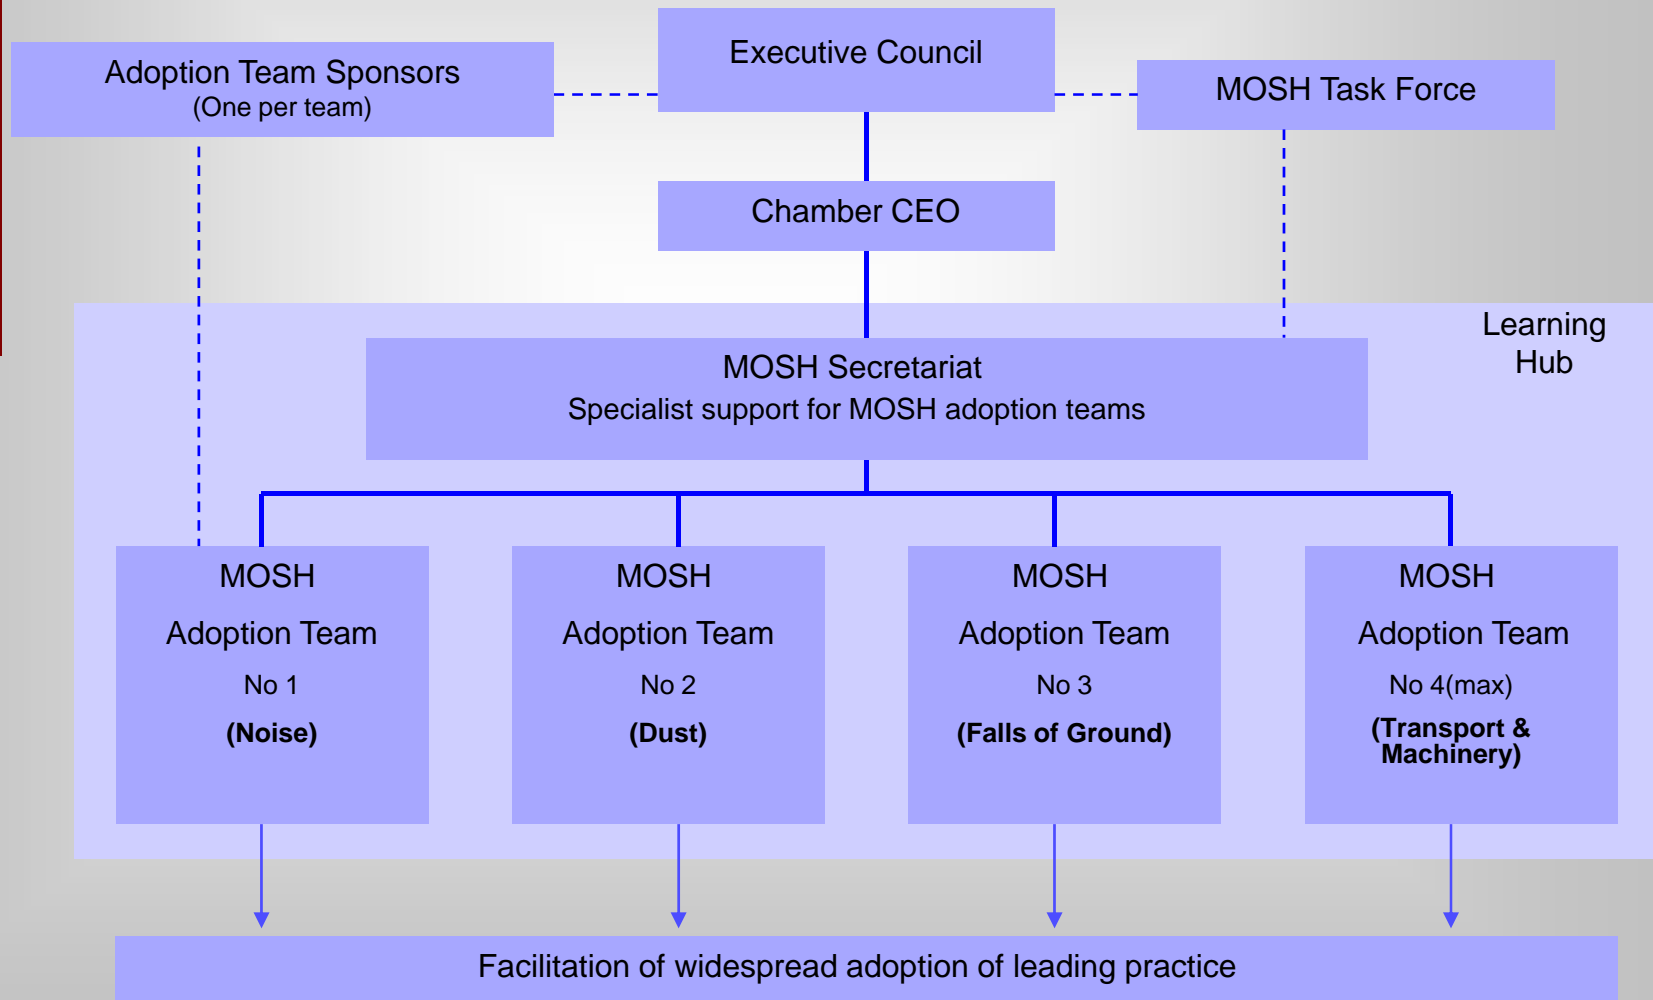 Executive Council
Adoption Team Sponsors
(One per team)
MOSH Task Force
Chamber CEO
Learning
Hub
MOSH Secretariat
Specialist support for MOSH adoption teams
MOSH
Adoption Team
No 1
(Noise)
MOSH
Adoption Team
No 2
(Dust)
MOSH
Adoption Team
No 3
(Falls of Ground)
MOSH
Adoption Team
No 4(max)
(Transport &
Machinery)
Facilitation of widespread adoption of leading practice